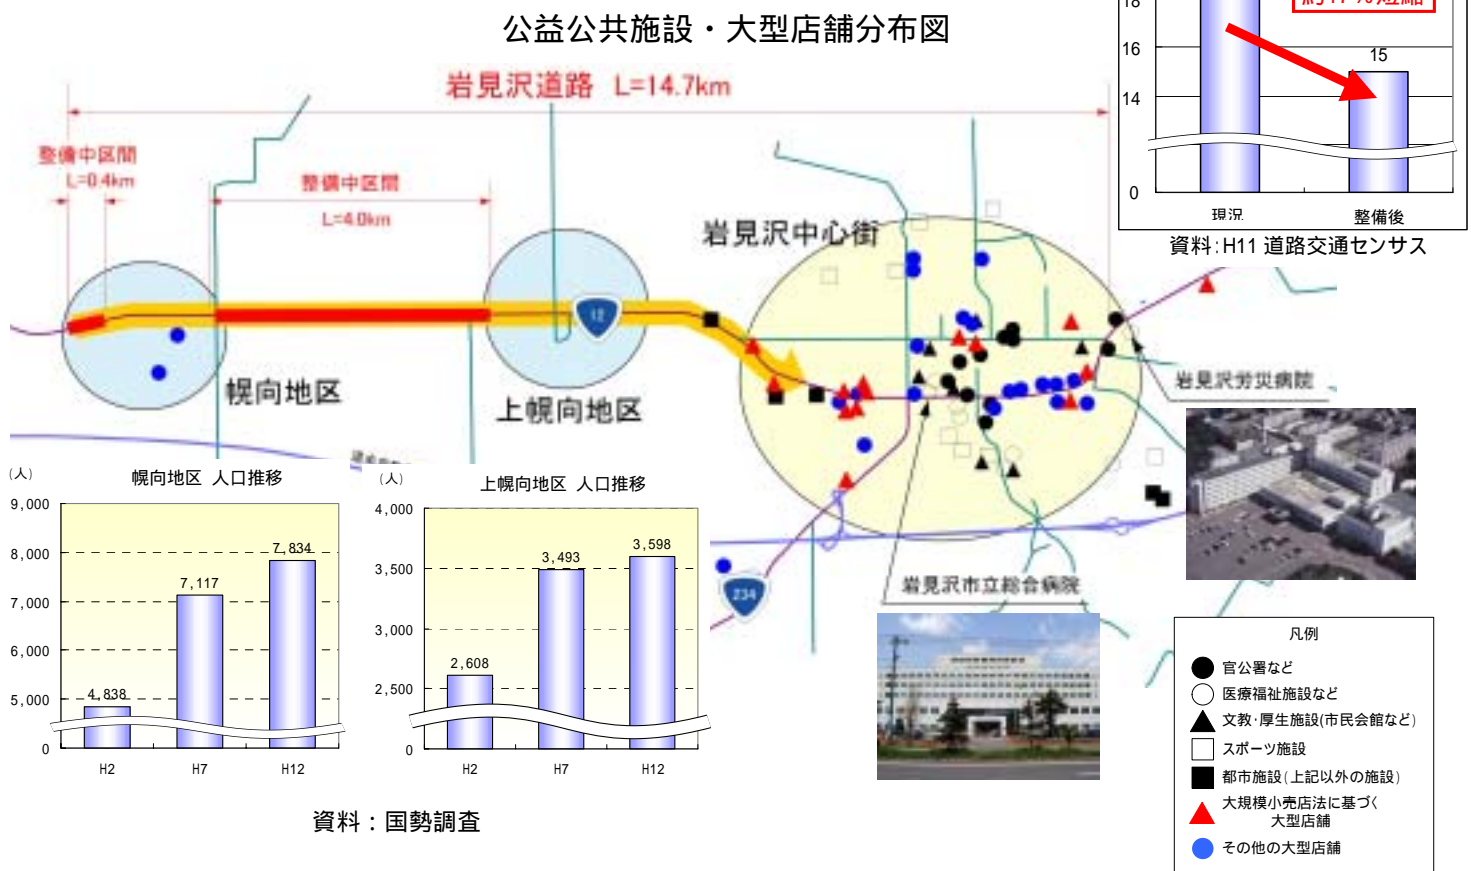 公益公共施設・大型店舗分布図
岩見沢道路 L=14.7km
整備中区間
L=0.4km
整備中区間
L=4.0km
岩見沢中心街
12
幌向地区
上幌向地区
岩見沢労災病院
岩見沢市立総合病院
234
18
16
14
0
15
現況
整備後
資料:H11 道路交通センサス
(人)
幌向地区 人口推移
9,000
8,000
7,000
6,000
5,000
0
4,838
7,117
7,834
H2
H7
H12
(人)
上幌向地区 人口推移
4,000
3,500
3,000
2,500
0
2,608
3,493
3,598
H2
H7
H12
資料：国勢調査
凡例
官公署など
医療福祉施設など
文教・厚生施設(市民会館など)
スポーツ施設
都市施設(上記以外の施設)
大規模小売店法に基づく
大型店舗
その他の大型店舗